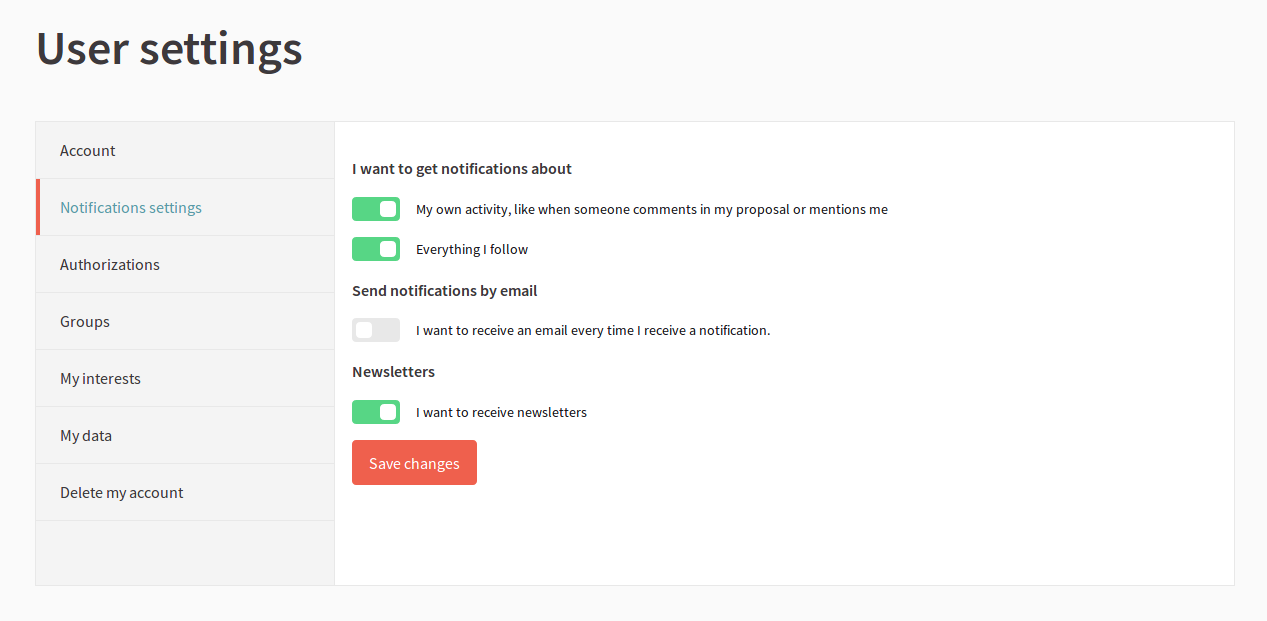 User settings
Account
Notifications settings
Authorizations
Groups
My interests
My data
Delete my account
I want to get notifications about
My own activity, like when someone comments in my proposal or mentions me
Everything I follow
Send notifications by email
I want to receive an email every time I receive a notification.
Newsletters
I want to receive newsletters
Save changes